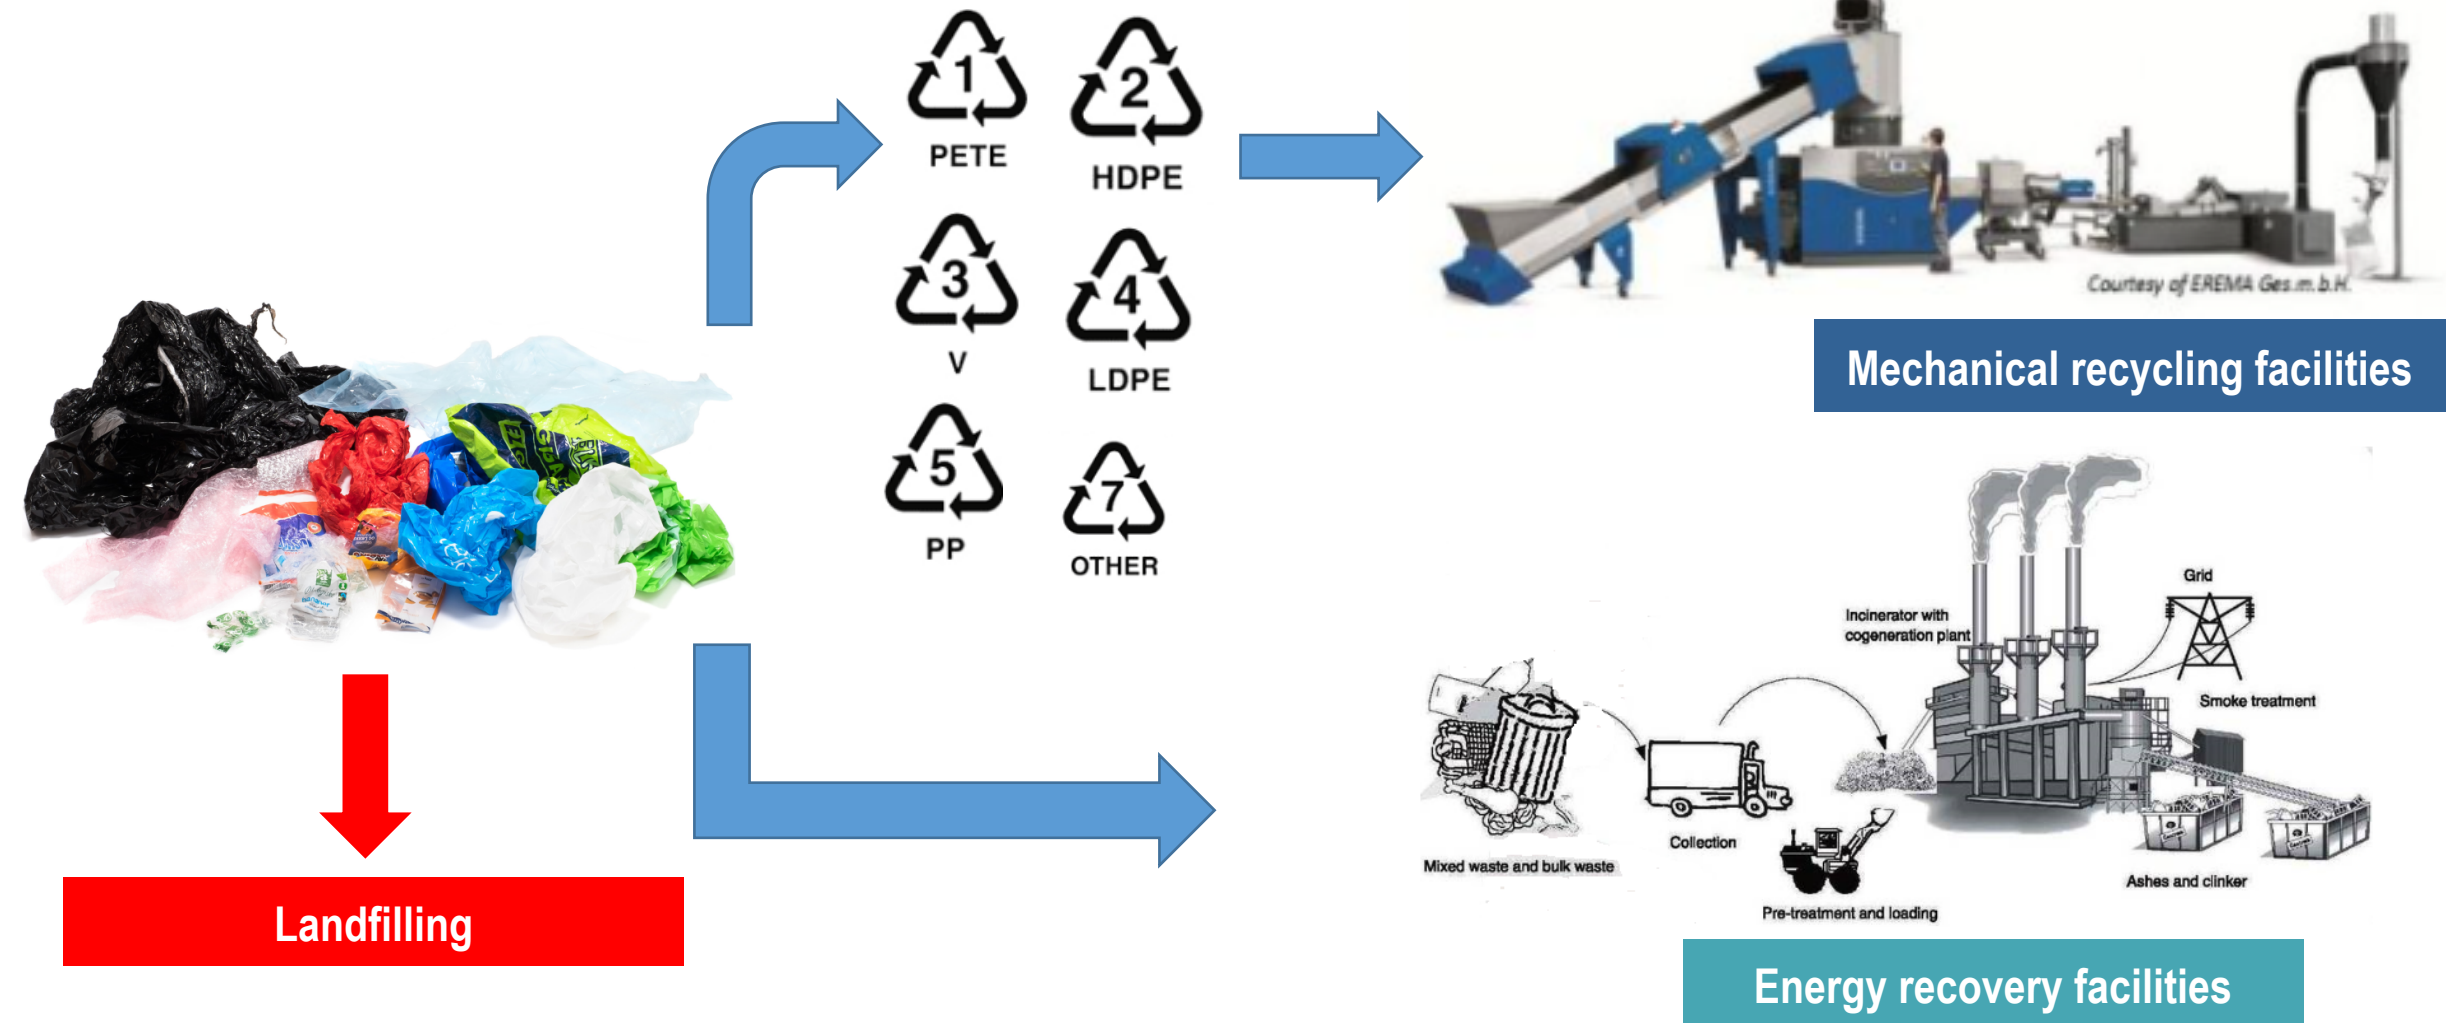 1
PETE
2
HDPE
3
V
4
LDPE
5
PP
7
OTHER
Courtesy of EREMA Ges.m.b.H.
Mechanical recycling facilities
Landfilling
Grid
Incinerator with
cogeneration plant
Smoke treatment
Collection
Mixed waste and bulk waste
Ashes and clinker
Pre-treatment and loading
Energy recovery facilities